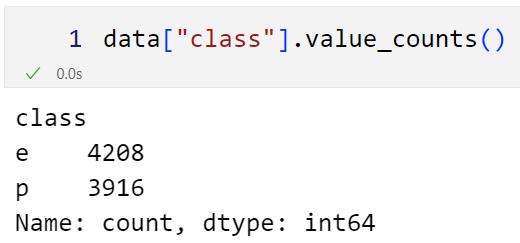 1 data["class"].value_counts()
0.0s
class
e    4208
p    3916
Name: count, dtype: int64